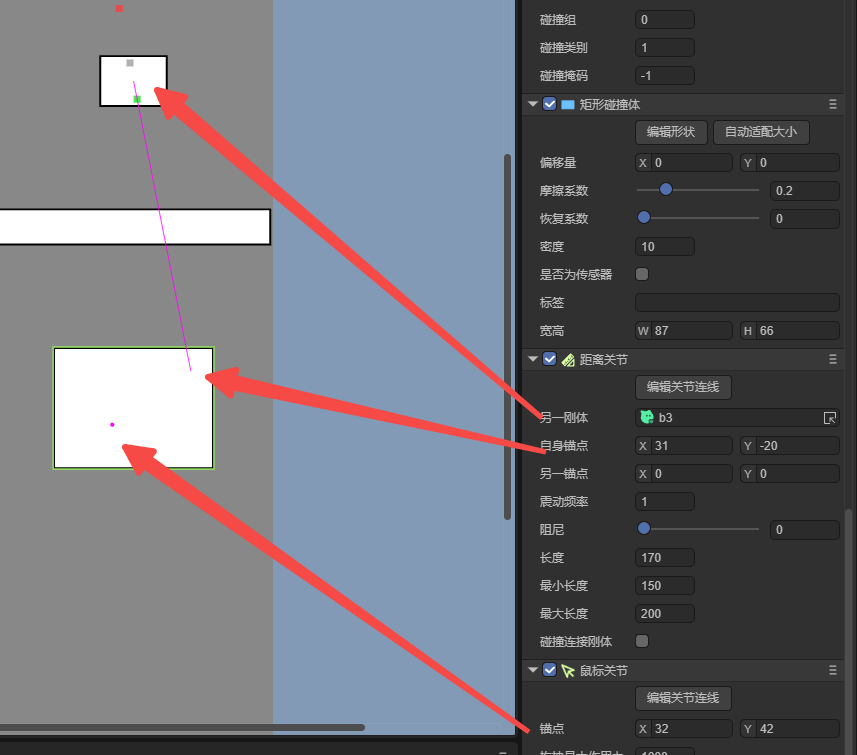 碰撞组 0
碰撞类别 1
碰撞掩码 -1
矩形碰撞体
编辑形状 自动适配大小
偏移量 X 0 Y 0
摩擦系数 0.2
恢复系数 0
密度 10
是否为传感器
标签
宽高 W 87 H 66
距离关节
编辑关节连线
另一刚体 b3
自身锚点 X 31 Y -20
另一锚点 X 0 Y 0
震动频率 1
阻尼 0
长度 170
最小长度 150
最大长度 200
碰撞连接刚体
鼠标关节
编辑关节连线
锚点 X 32 Y 42